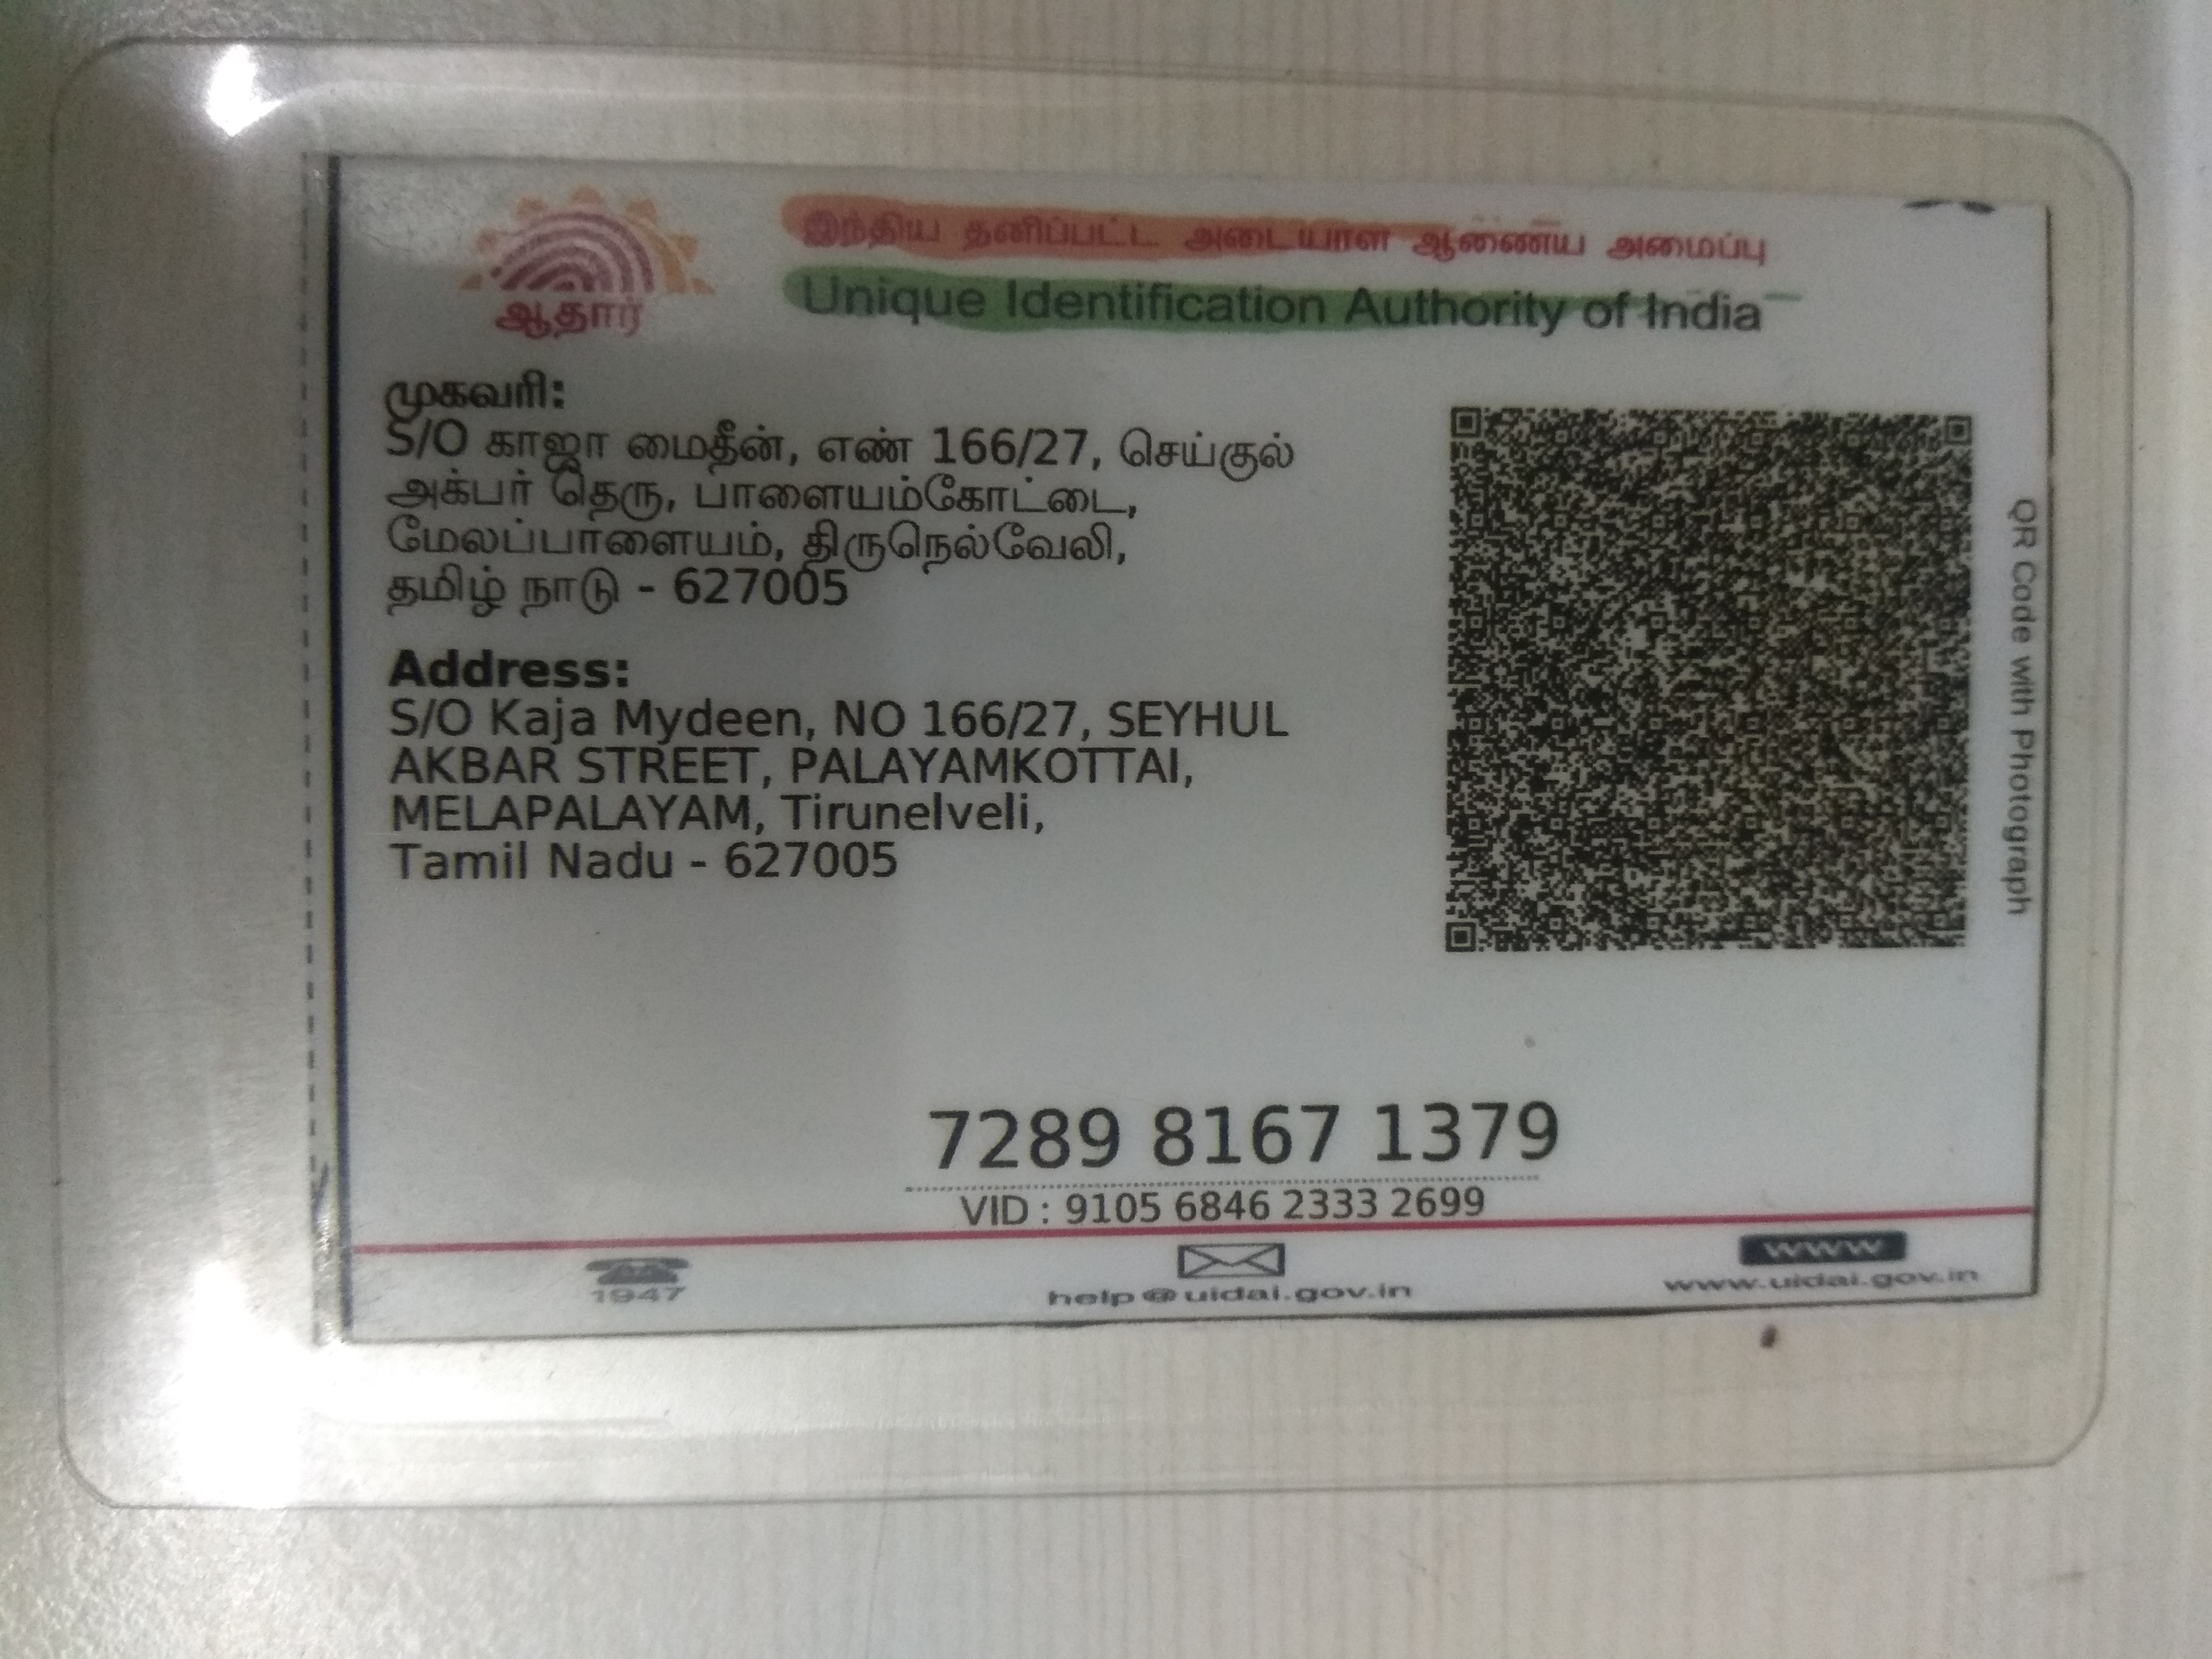 ஆதார்
இந்திய தனிப்பட்ட அடையாள ஆணைய அமைப்பு
Unique Identification Authority of India
முகவரி:
S/O காஜா மைதீன், எண் 166/27, செய்குல்
அக்பர் தெரு, பாளையம்கோட்டை,
மேலப்பாளையம், திருநெல்வேலி,
தமிழ் நாடு - 627005
Address:
S/O Kaja Mydeen, NO 166/27, SEYHUL
AKBAR STREET, PALAYAMKOTTAI,
MELAPALAYAM, Tirunelveli,
Tamil Nadu - 627005
QR Code with Photograph
7289 8167 1379
VID : 9105 6846 2333 2699
1947
help@uidai.gov.in
www
www.uidai.gov.in